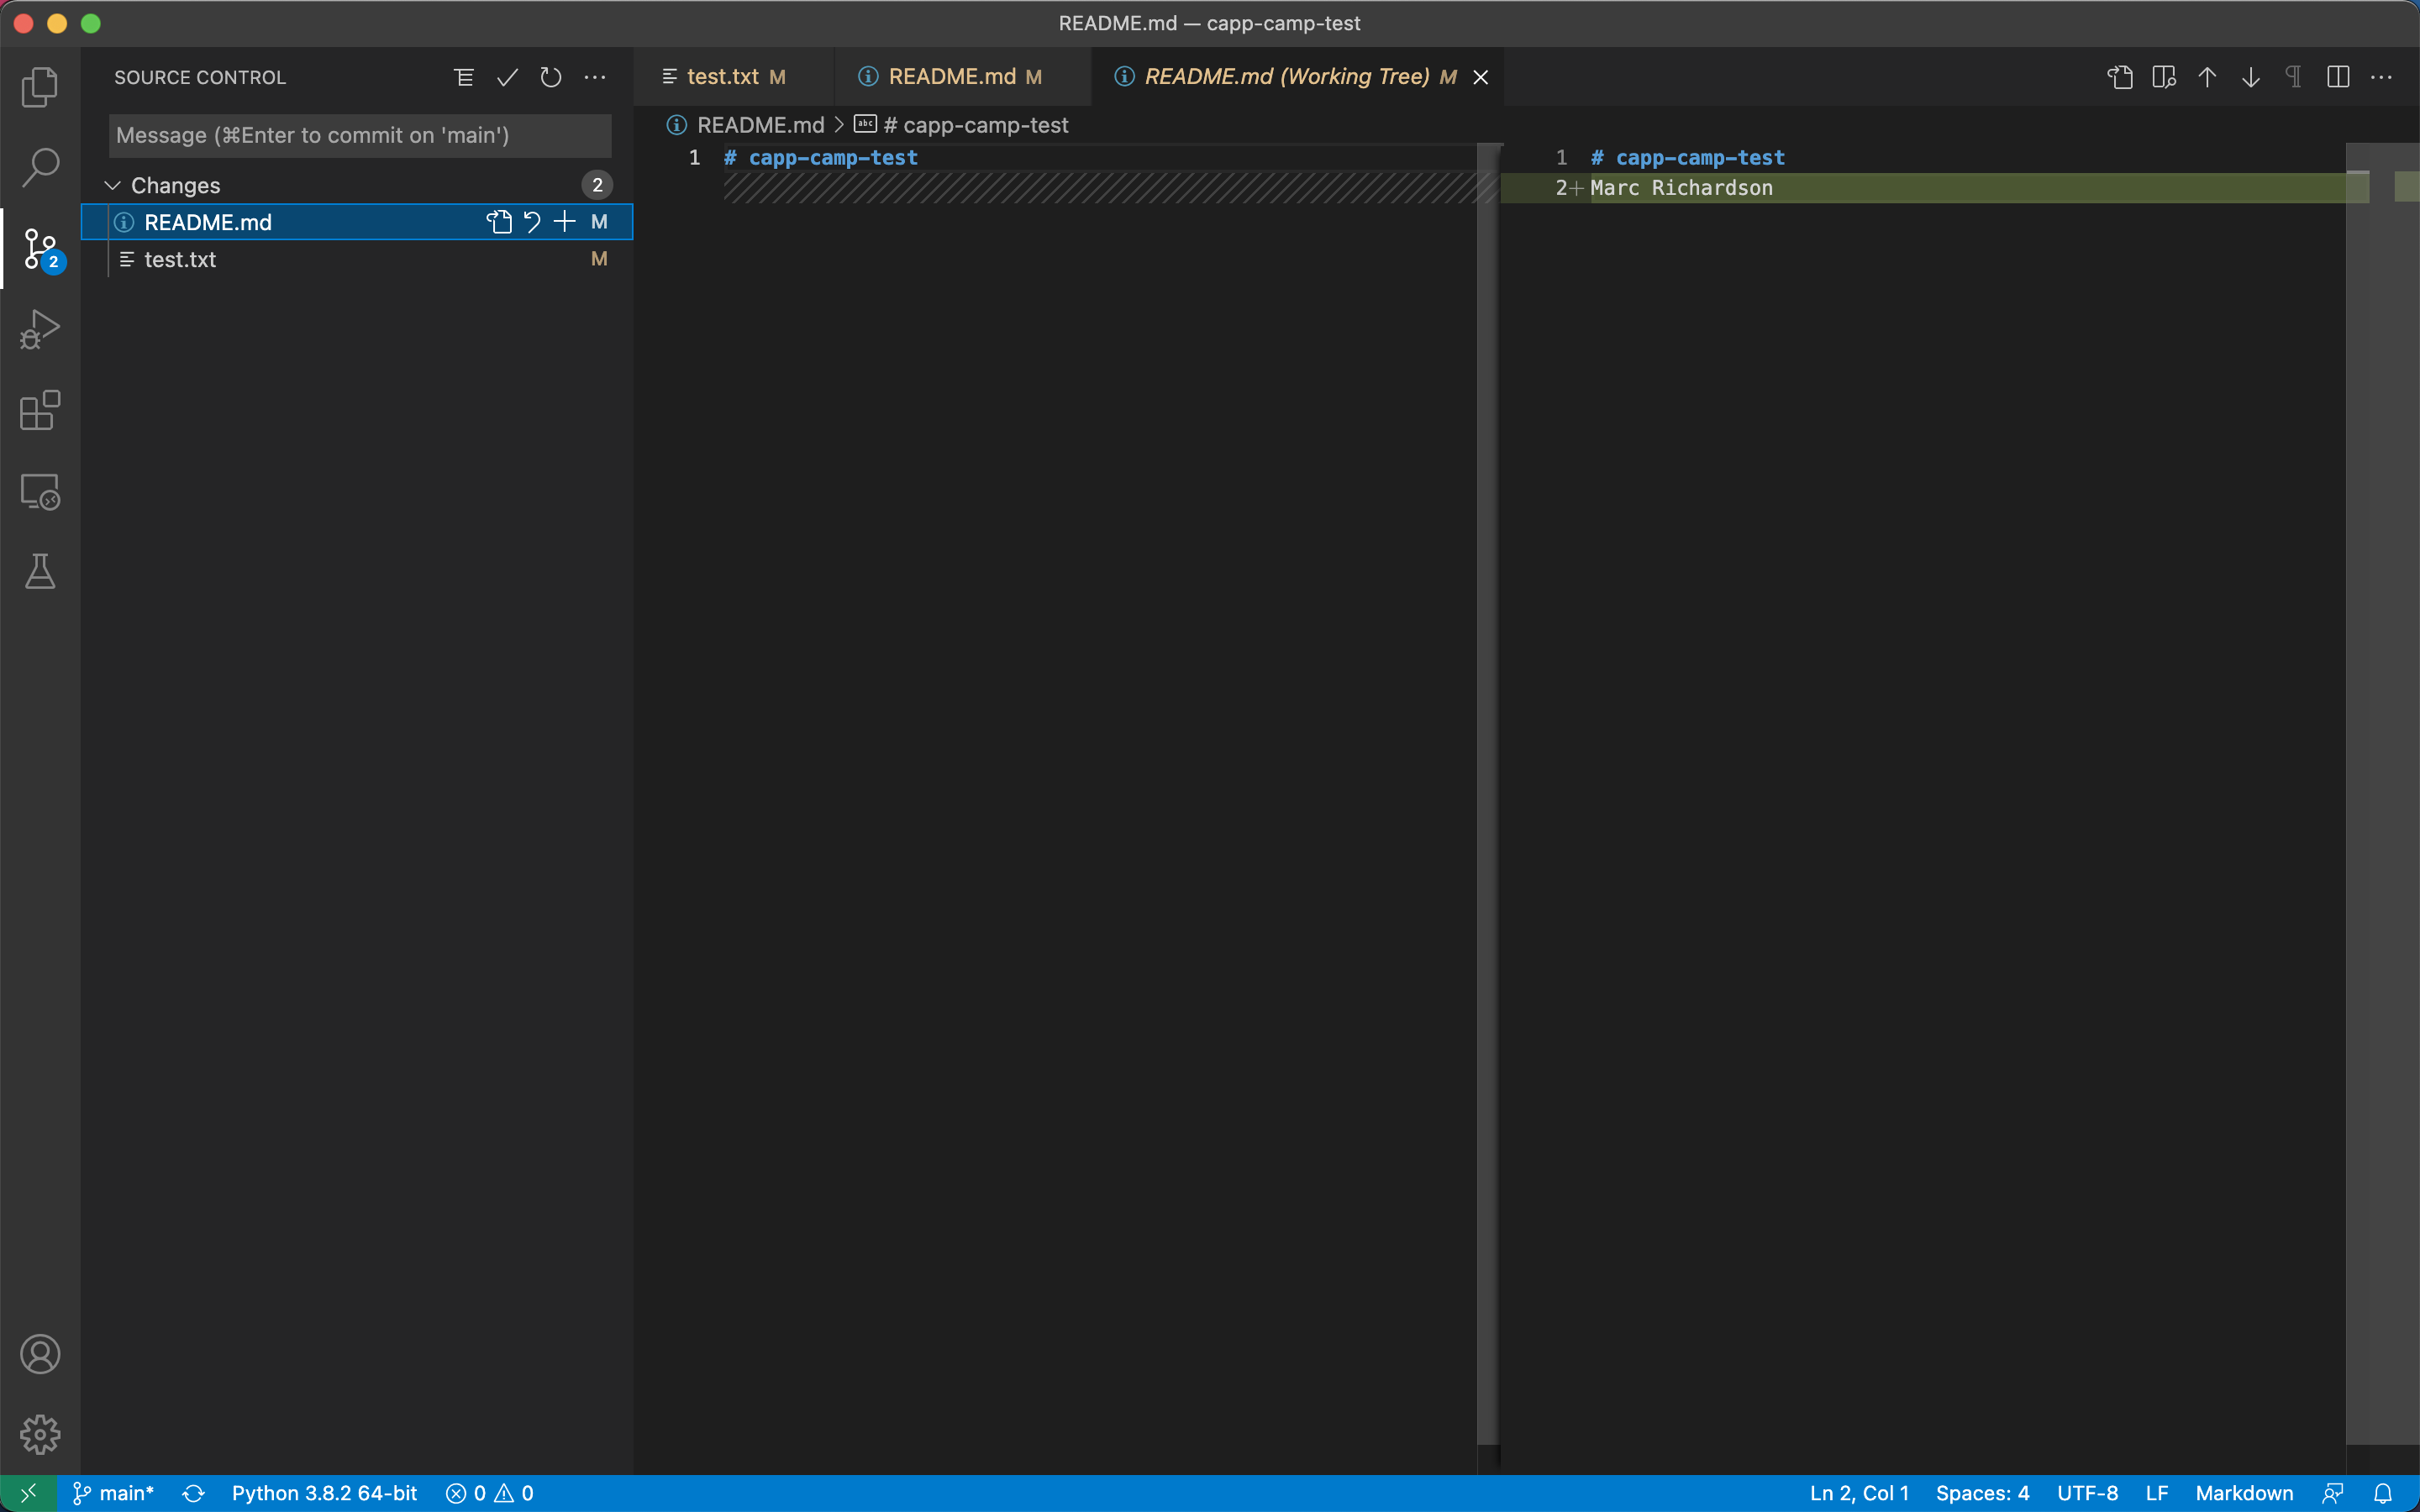 README.md — capp-camp-test
SOURCE CONTROL
Message (⌘Enter to commit on 'main')
Changes 2
README.md M
test.txt M
2
test.txt M
README.md M
README.md (Working Tree) M
README.md > abc # capp-camp-test
1 # capp-camp-test
1 # capp-camp-test
2+ Marc Richardson
main* Python 3.8.2 64-bit 0 0 Ln 2, Col 1 Spaces: 4 UTF-8 LF Markdown